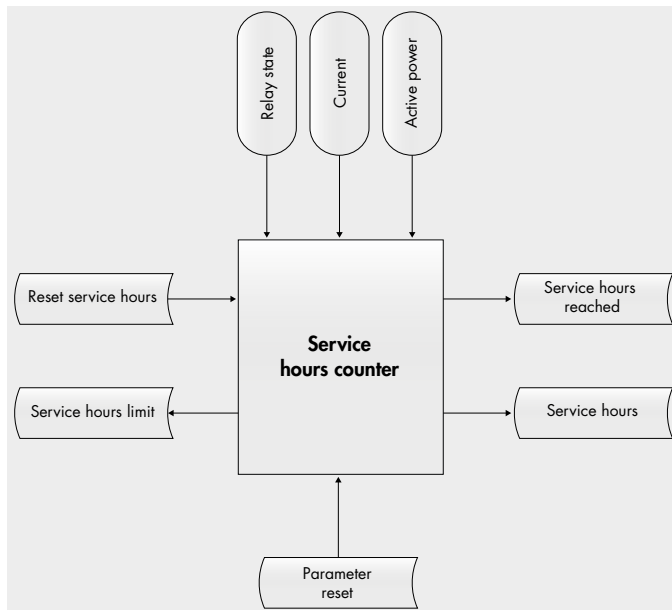 Relay state
Current
Active power
Reset service hours
Service hours
reached
Service
hours counter
Service hours limit
Service hours
Parameter
reset